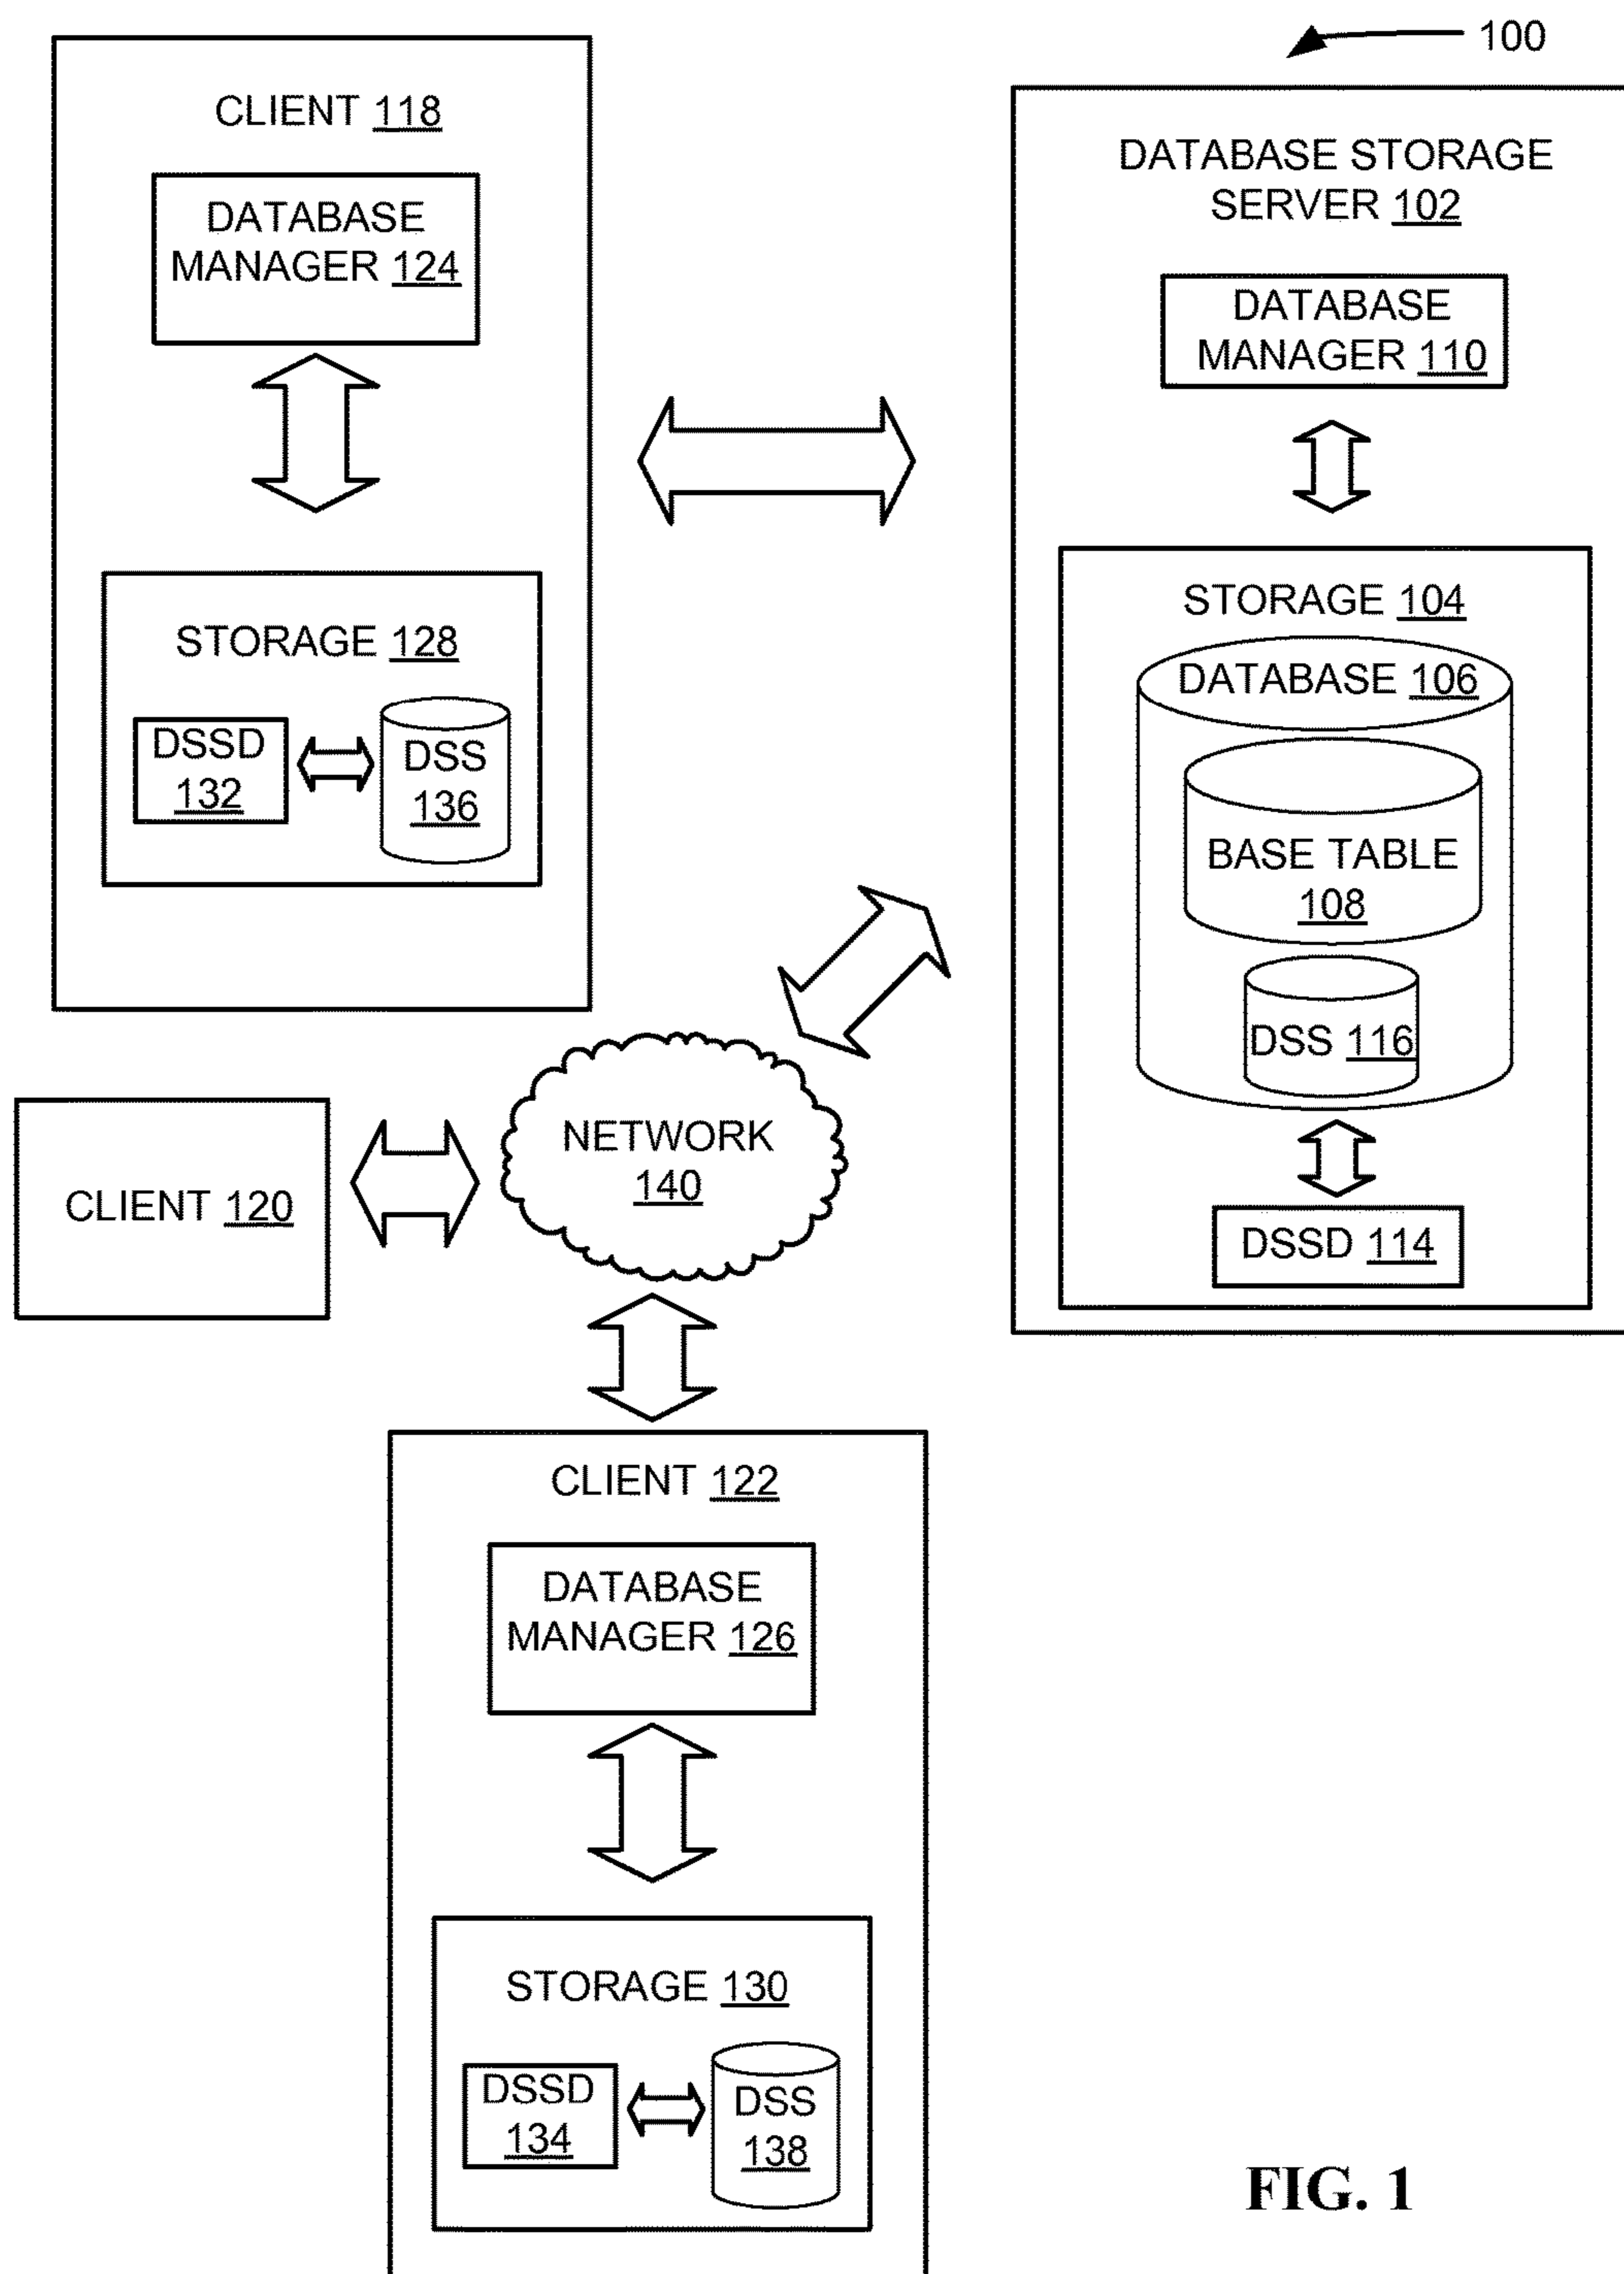 100
CLIENT 118
DATABASE
MANAGER 124
STORAGE 128
DSSD
132
DSS
136
DATABASE STORAGE
SERVER 102
DATABASE
MANAGER 110
STORAGE 104
DATABASE 106
BASE TABLE
108
DSS 116
DSSD 114
CLIENT 120
NETWORK
140
CLIENT 122
DATABASE
MANAGER 126
STORAGE 130
DSSD
134
DSS
138
FIG. 1